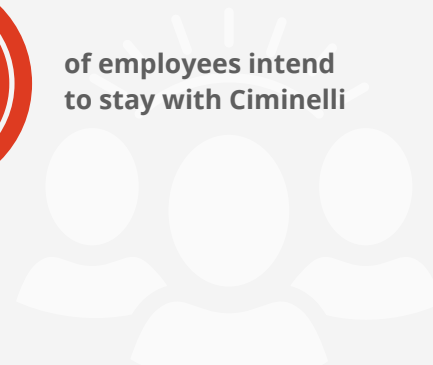 of employees intend
to stay with Ciminelli